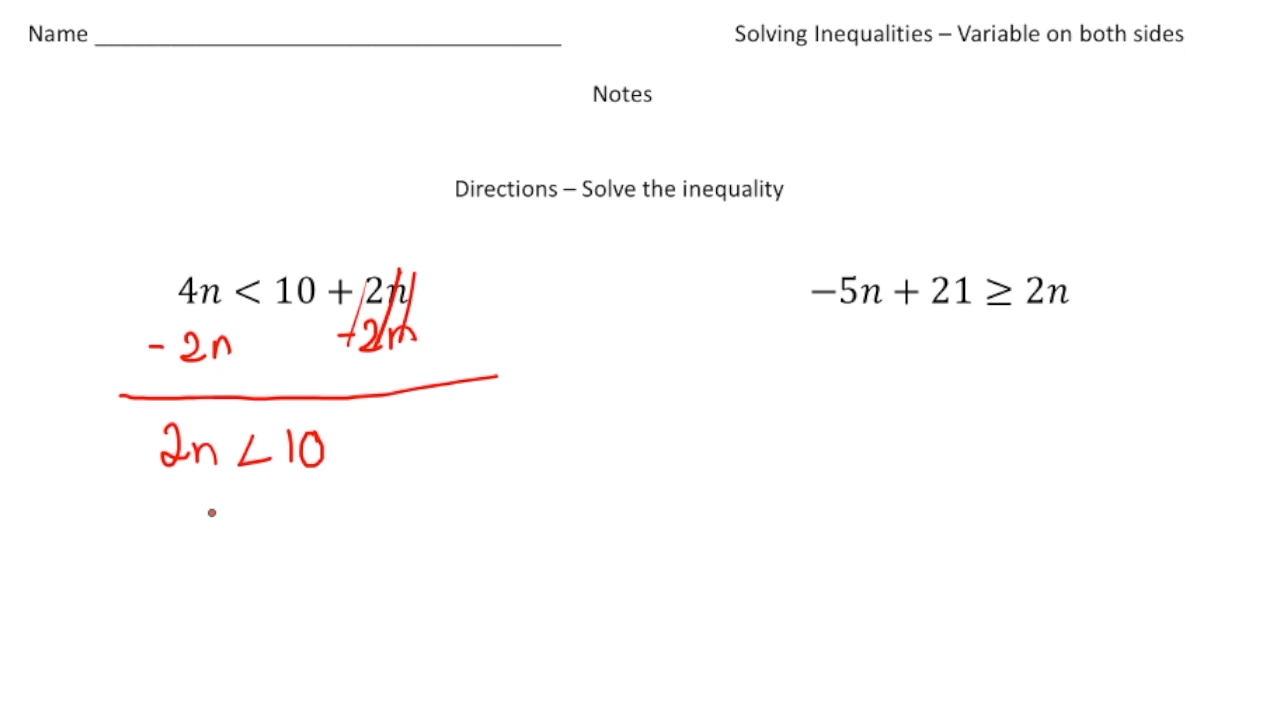 Name ______________________________________ Solving Inequalities – Variable on both sides
Notes
Directions – Solve the inequality
4n < 10 + 2n −5n + 21 ≥ 2n
- 2n -2n
2n < 10